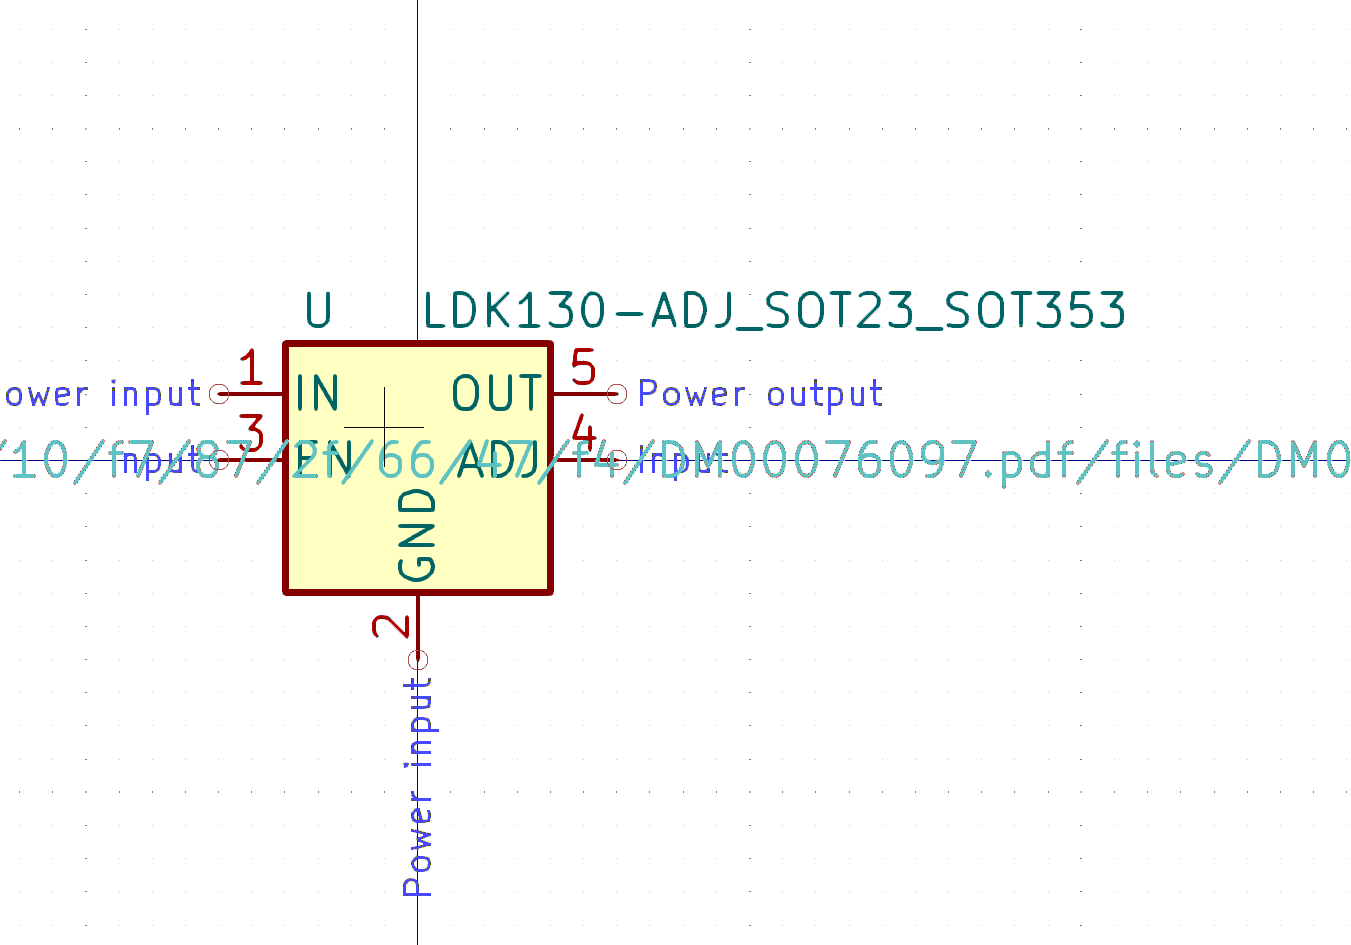 U LDK130-ADJ_SOT23_SOT353
1 5
ower input IN OUT Power output
3 4
Input EN ADJ Input
/10/f7/87/2f/66/47/f4/DM00076097.pdf/files/DM0
GND
2
Power input